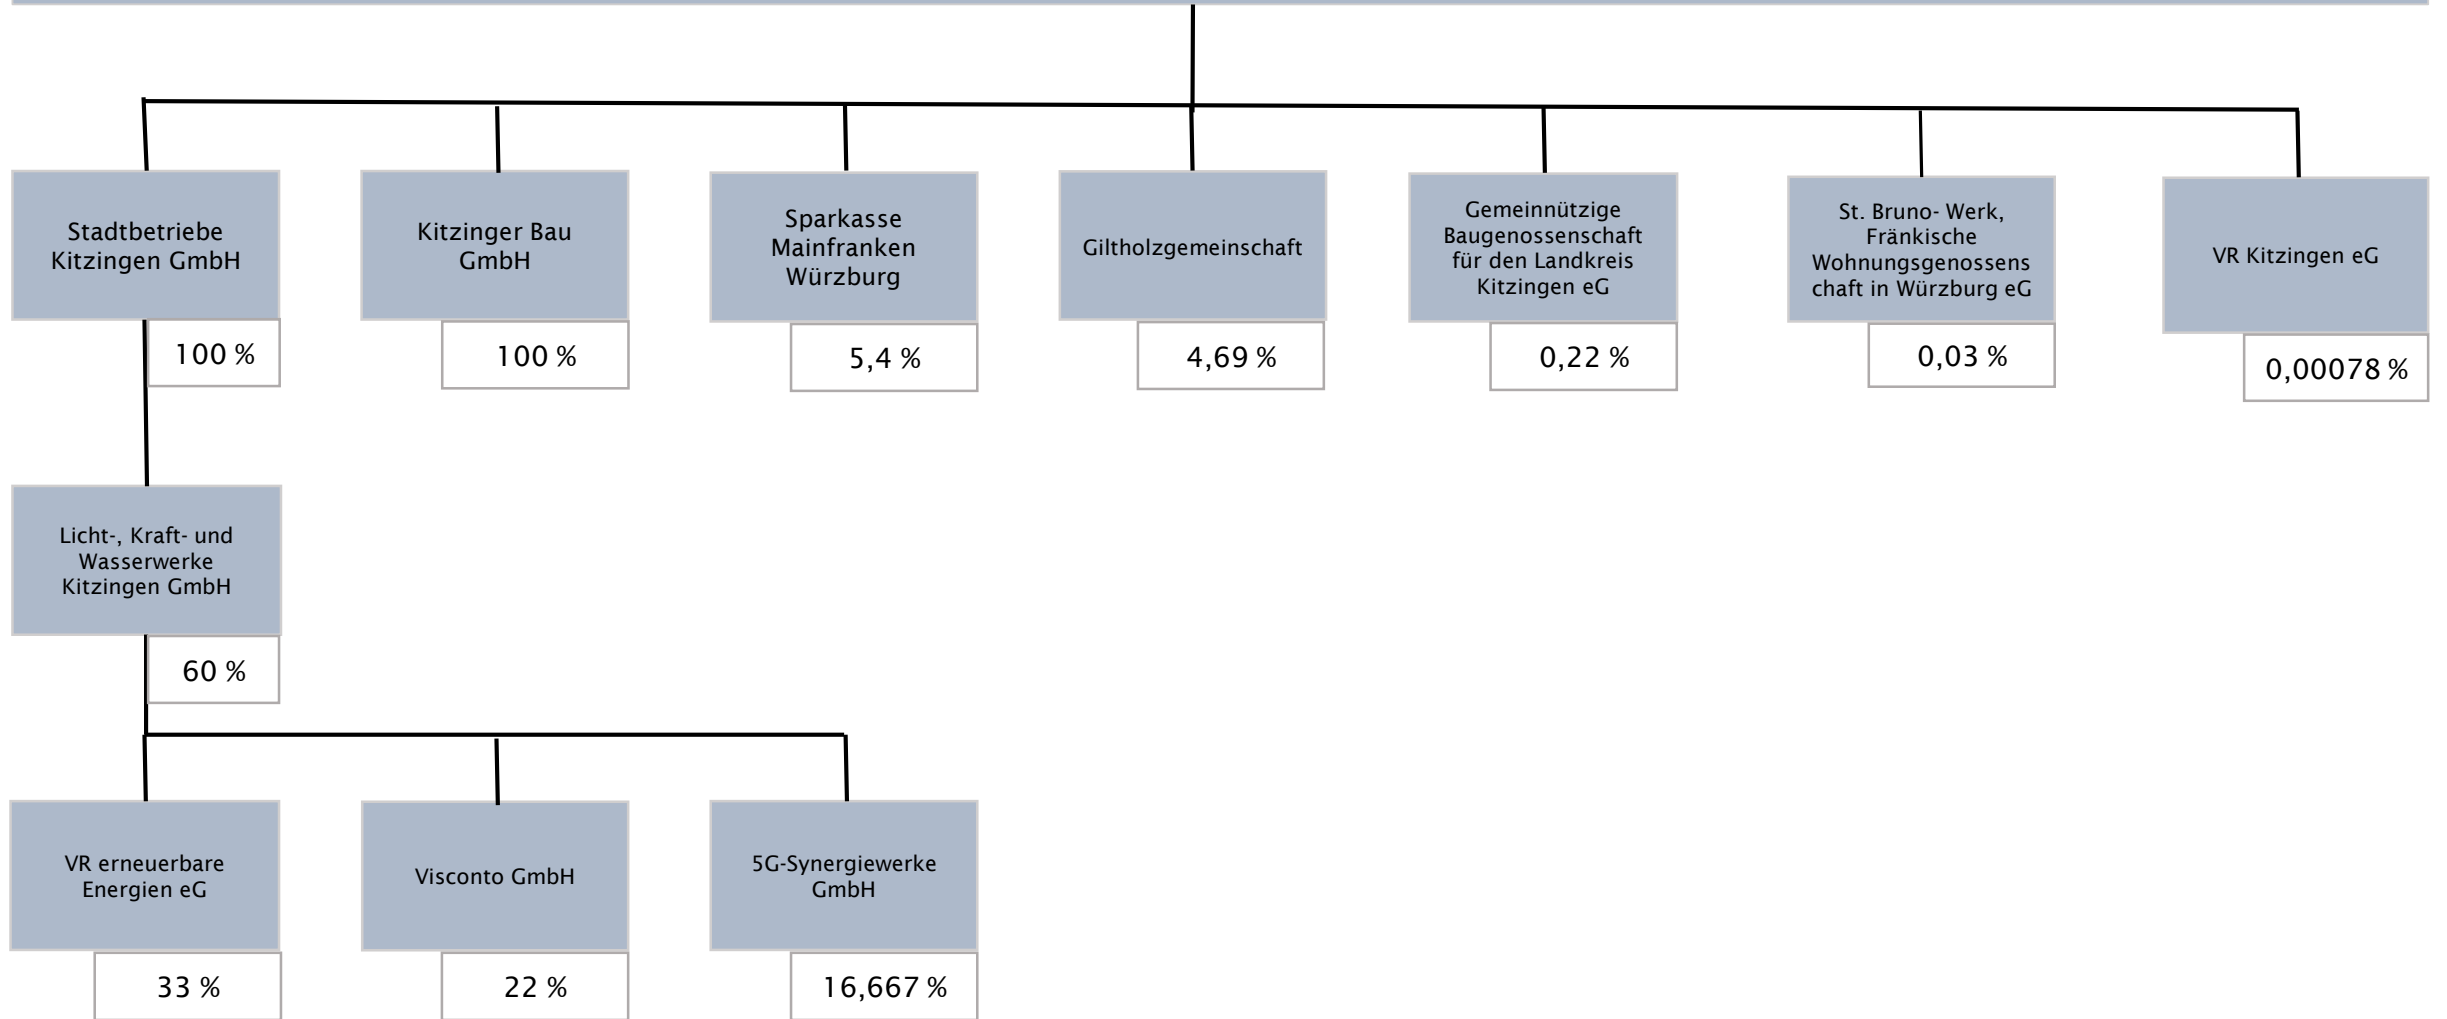 Stadtbetriebe
Kitzingen GmbH
100 %
Kitzinger Bau
GmbH
100 %
Sparkasse
Mainfranken
Würzburg
5,4 %
Giltholzgemeinschaft
4,69 %
Gemeinnützige
Baugenossenschaft
für den Landkreis
Kitzingen eG
0,22 %
St. Bruno- Werk,
Fränkische
Wohnungsgenossens
chaft in Würzburg eG
0,03 %
VR Kitzingen eG
0,00078 %
Licht-, Kraft- und
Wasserwerke
Kitzingen GmbH
60 %
VR erneuerbare
Energien eG
33 %
Visconto GmbH
22 %
5G-Synergiewerke
GmbH
16,667 %